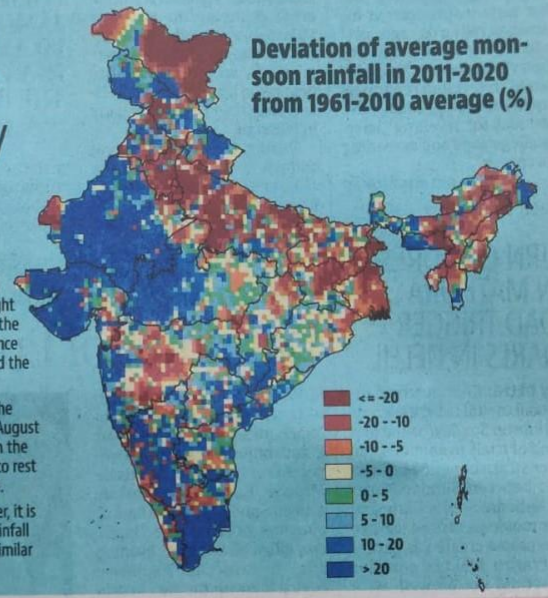 Deviation of average mon-
soon rainfall in 2011-2020
from 1961-2010 average (%)
ght
the
nce
d the
he
August
n the
to rest
er, it is
infall
imilar
<= -20
-20 - -10
-10 - -5
-5 - 0
0 - 5
5 - 10
10 - 20
> 20